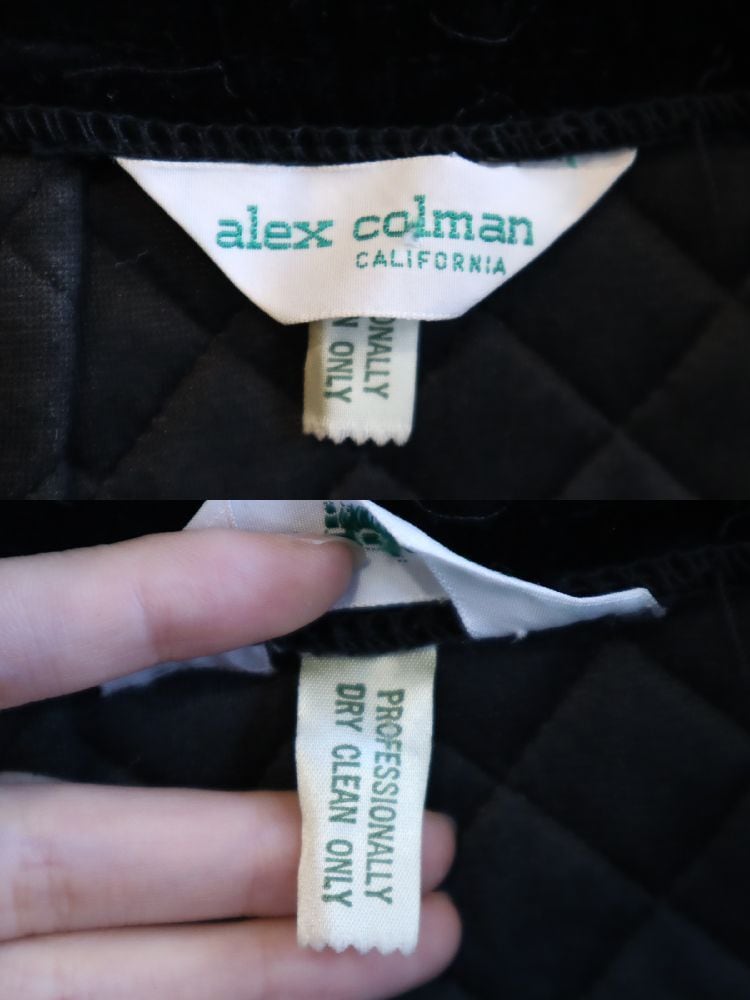 alex colman
CALIFORNIA
ONALLY
N ONLY
PROFESSIONALLY
DRY CLEAN ONLY